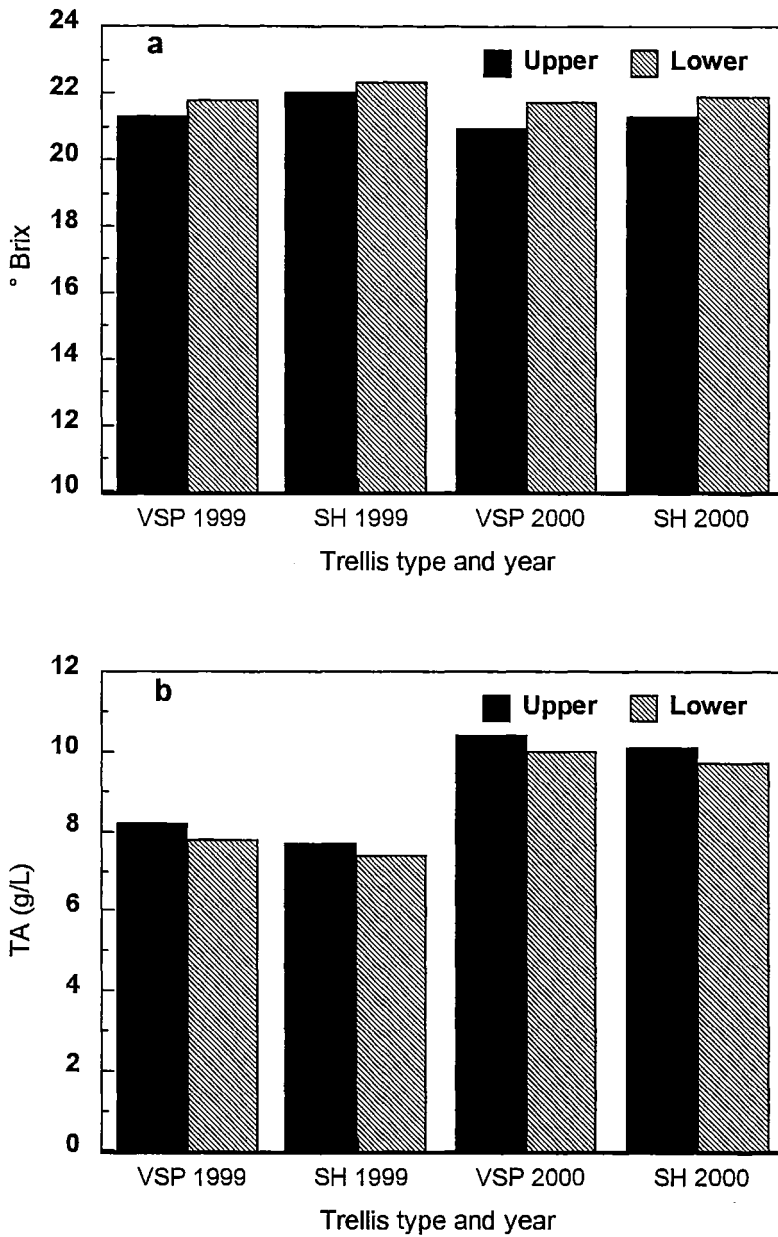 a
Upper Lower
24
22
20
18
16
14
12
10
° Brix
VSP 1999 SH 1999 VSP 2000 SH 2000
Trellis type and year
b
Upper Lower
12
10
8
6
4
2
0
TA (g/L)
VSP 1999 SH 1999 VSP 2000 SH 2000
Trellis type and year